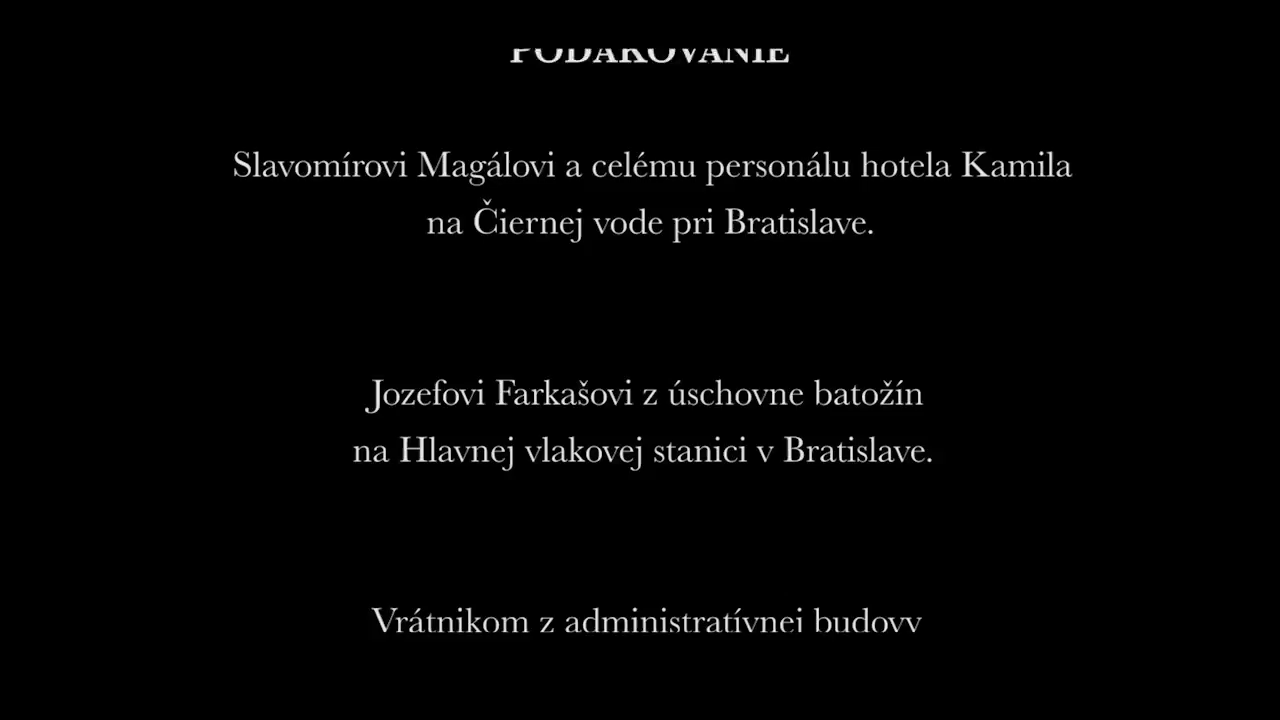 POĎAKOVANIE
Slavomírovi Magálovi a celému personálu hotela Kamila
na Čiernej vode pri Bratislave.
Jozefovi Farkašovi z úschovne batožín
na Hlavnej vlakovej stanici v Bratislave.
Vrátnikom z administratívnej budovy